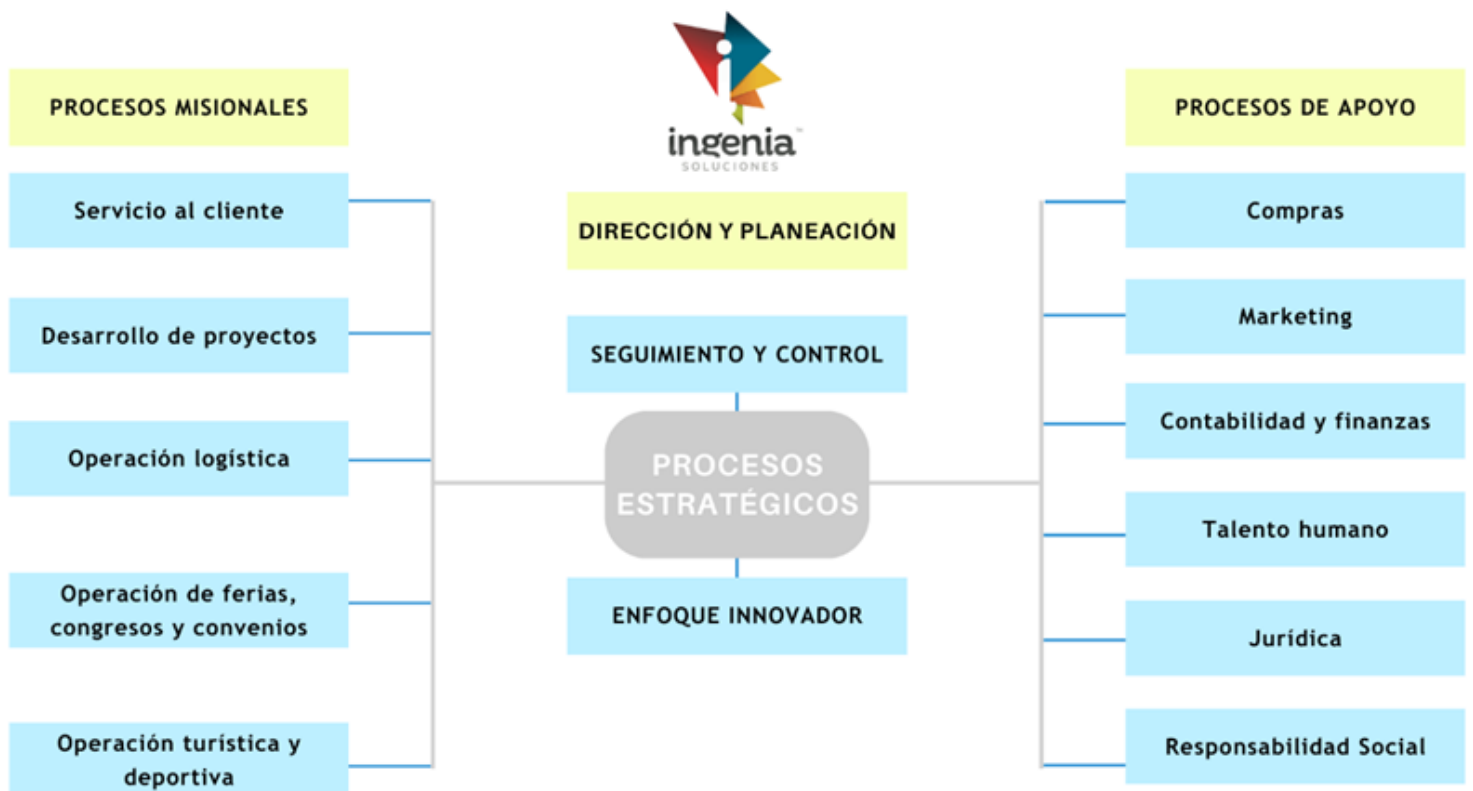 ingenia™
SOLUCIONES
PROCESOS MISIONALES
Servicio al cliente
Desarrollo de proyectos
Operación logística
Operación de ferias,
congresos y convenios
Operación turística y
deportiva
DIRECCIÓN Y PLANEACIÓN
SEGUIMIENTO Y CONTROL
PROCESOS
ESTRATÉGICOS
ENFOQUE INNOVADOR
PROCESOS DE APOYO
Compras
Marketing
Contabilidad y finanzas
Talento humano
Jurídica
Responsabilidad Social